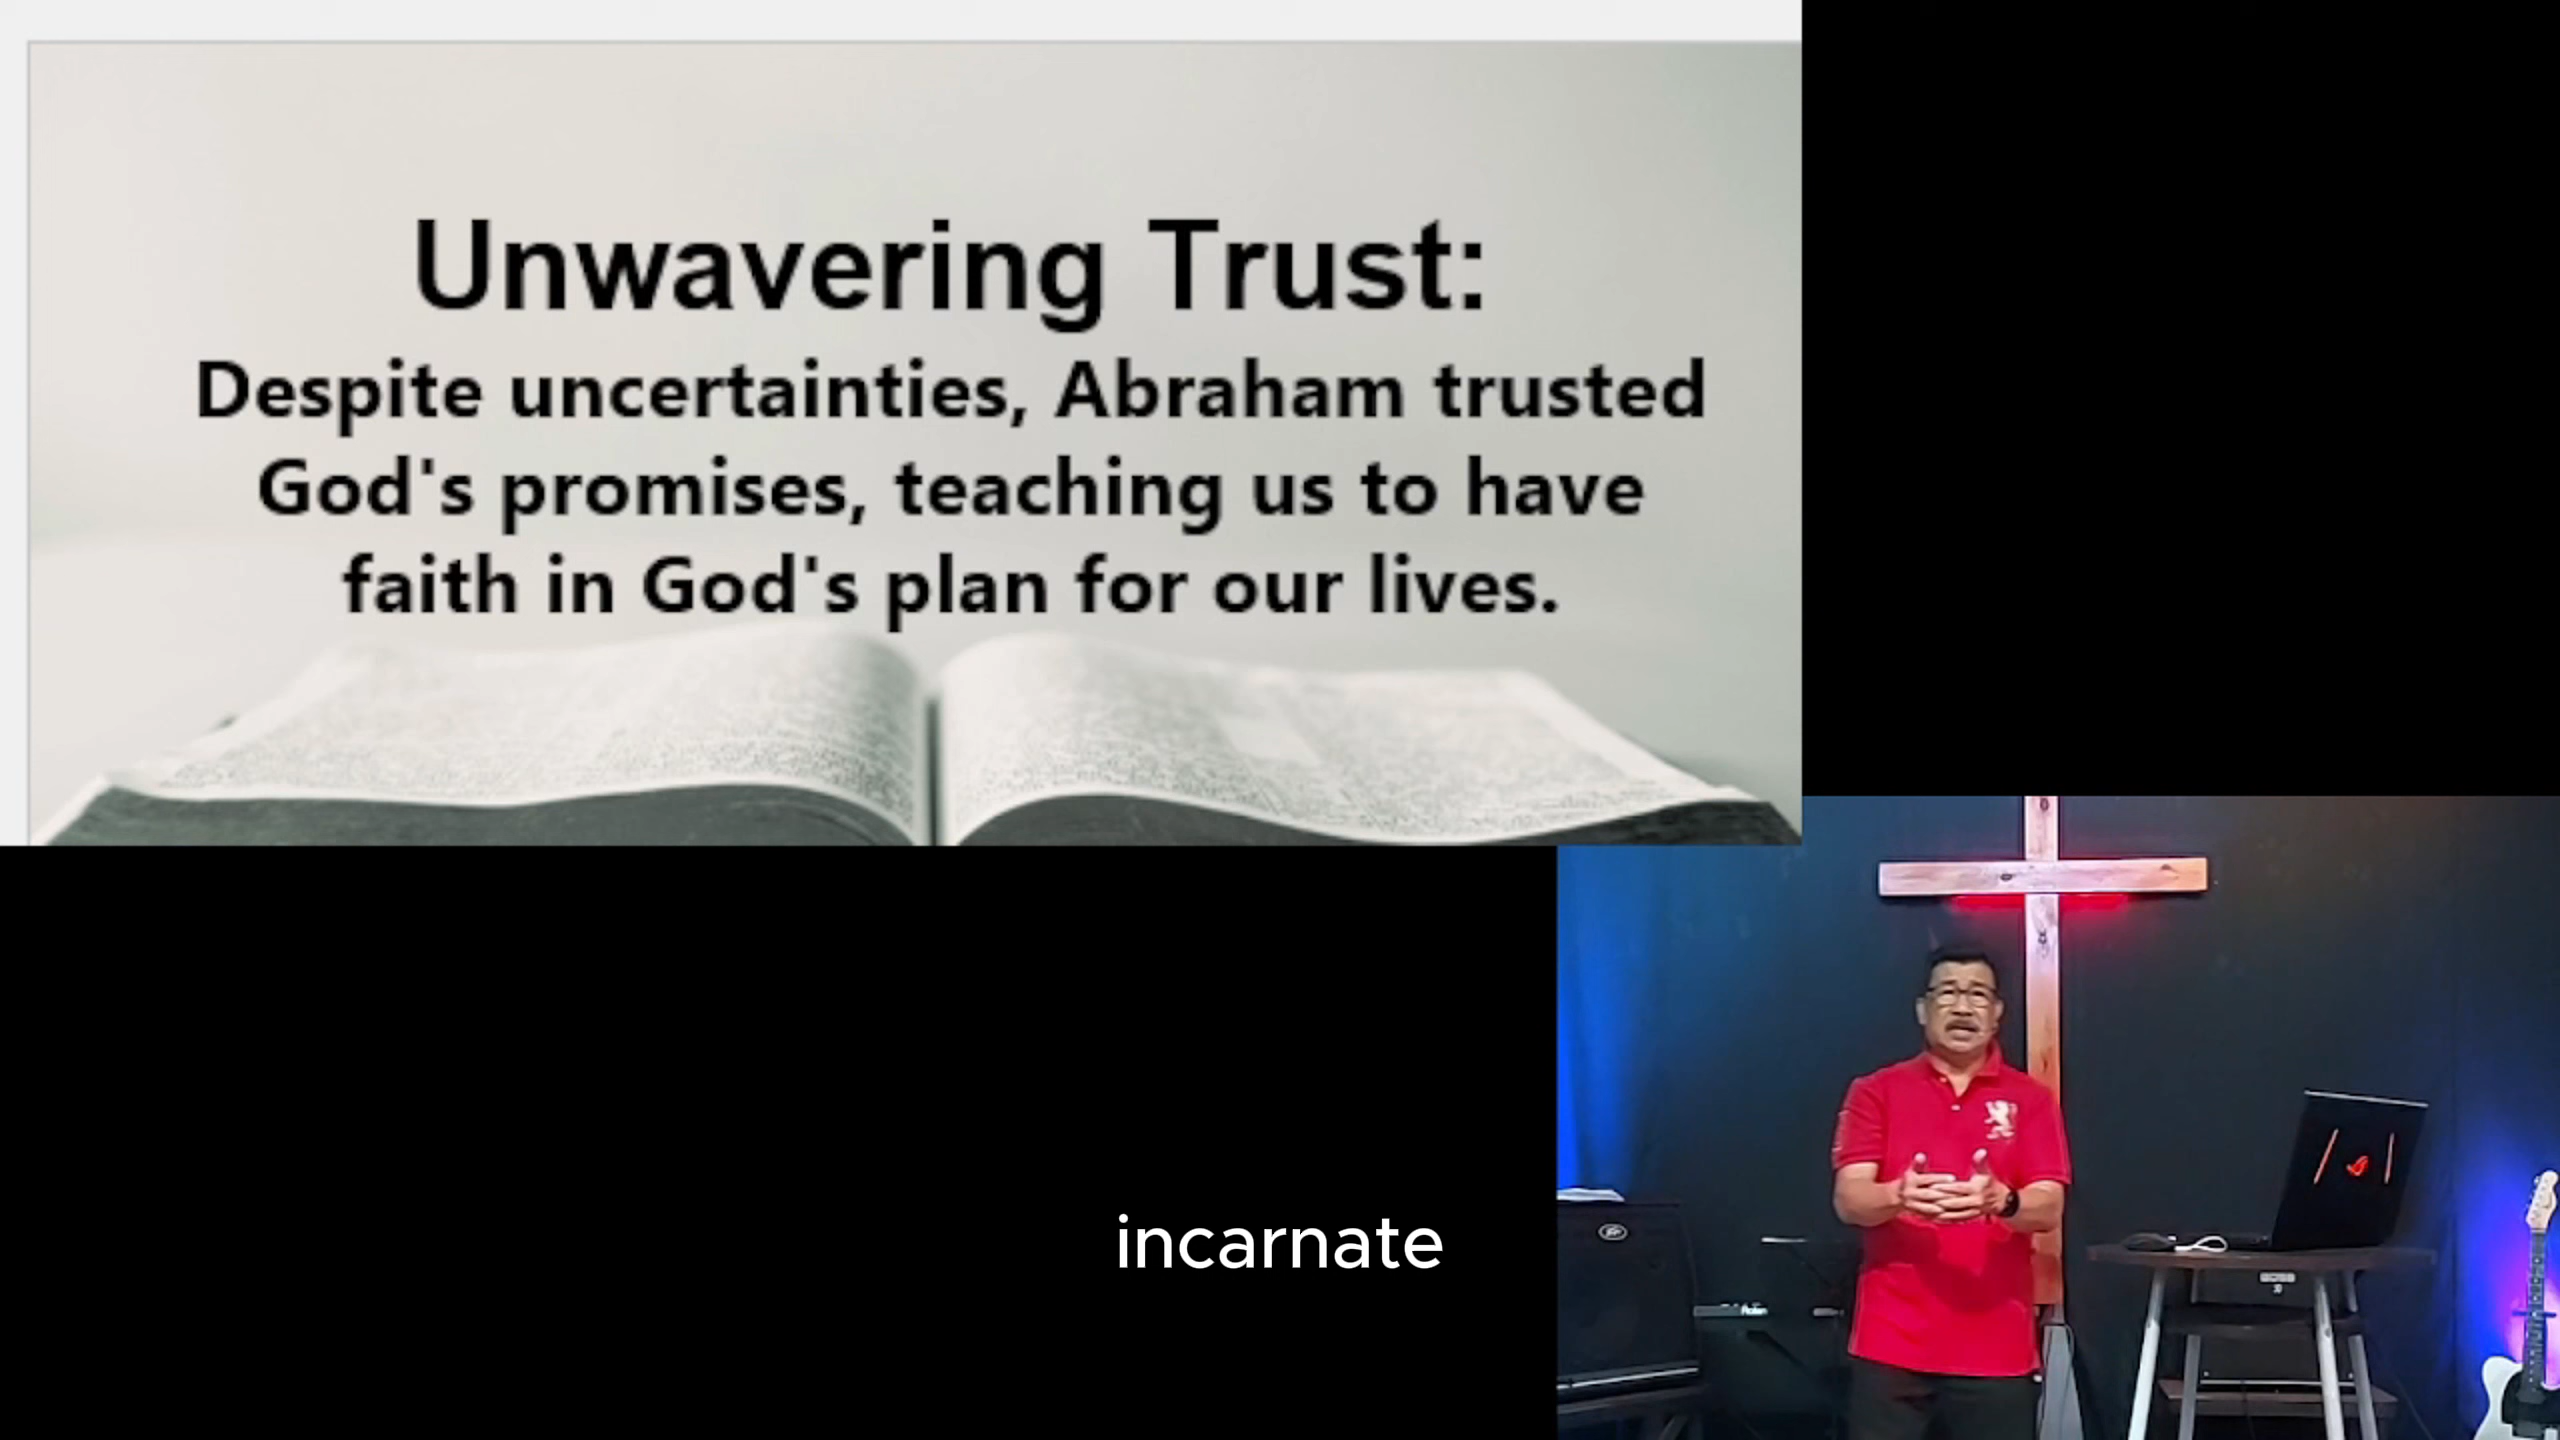 Unwavering Trust:
Despite uncertainties, Abraham trusted
God's promises, teaching us to have
faith in God's plan for our lives.
incarnate